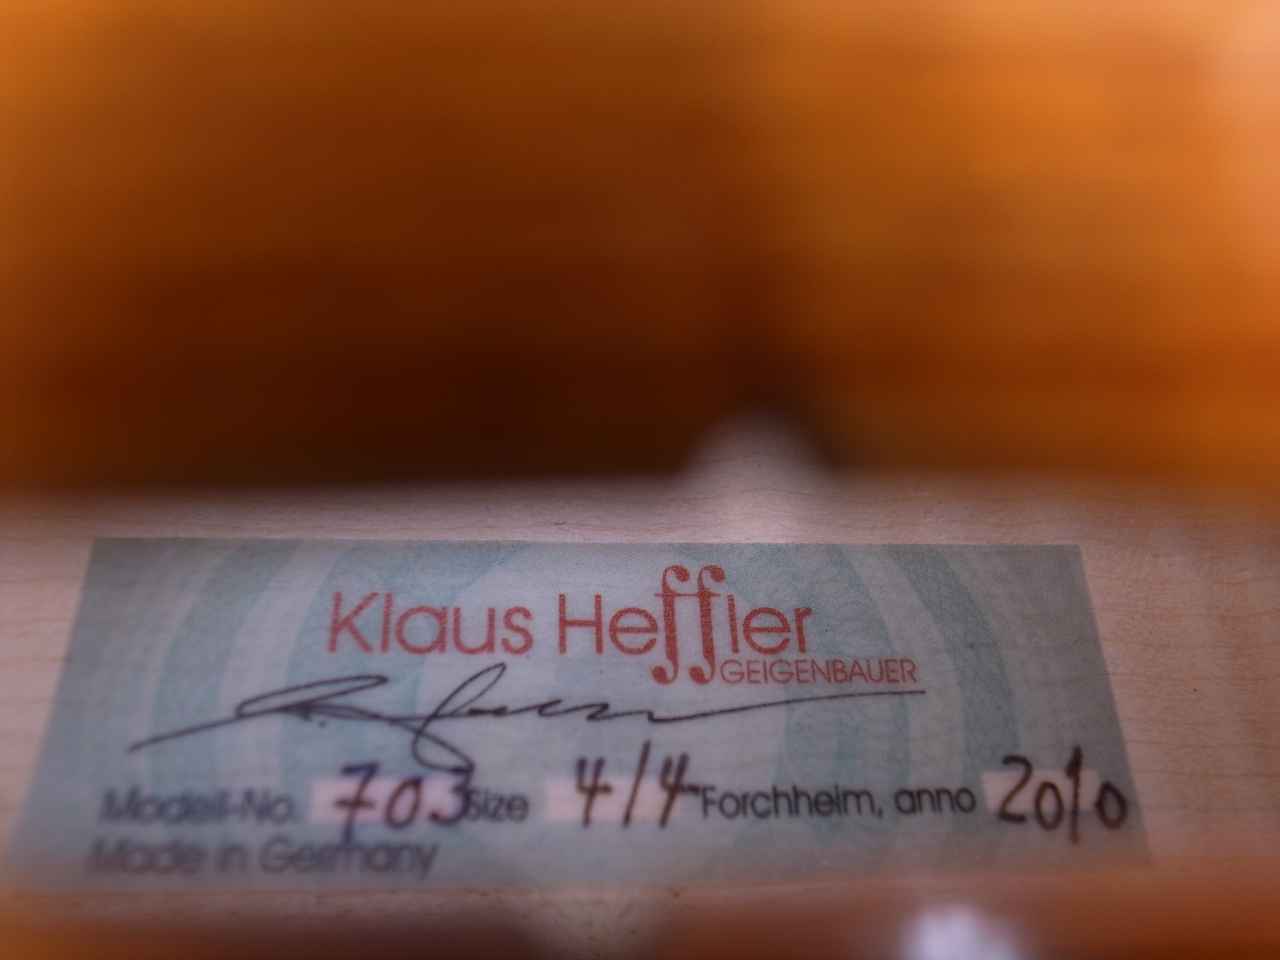 Klaus Heffler
GEIGENBAUER
Modell-No. 703 Size 4/4 Forchheim, anno 2010
Made in Germany